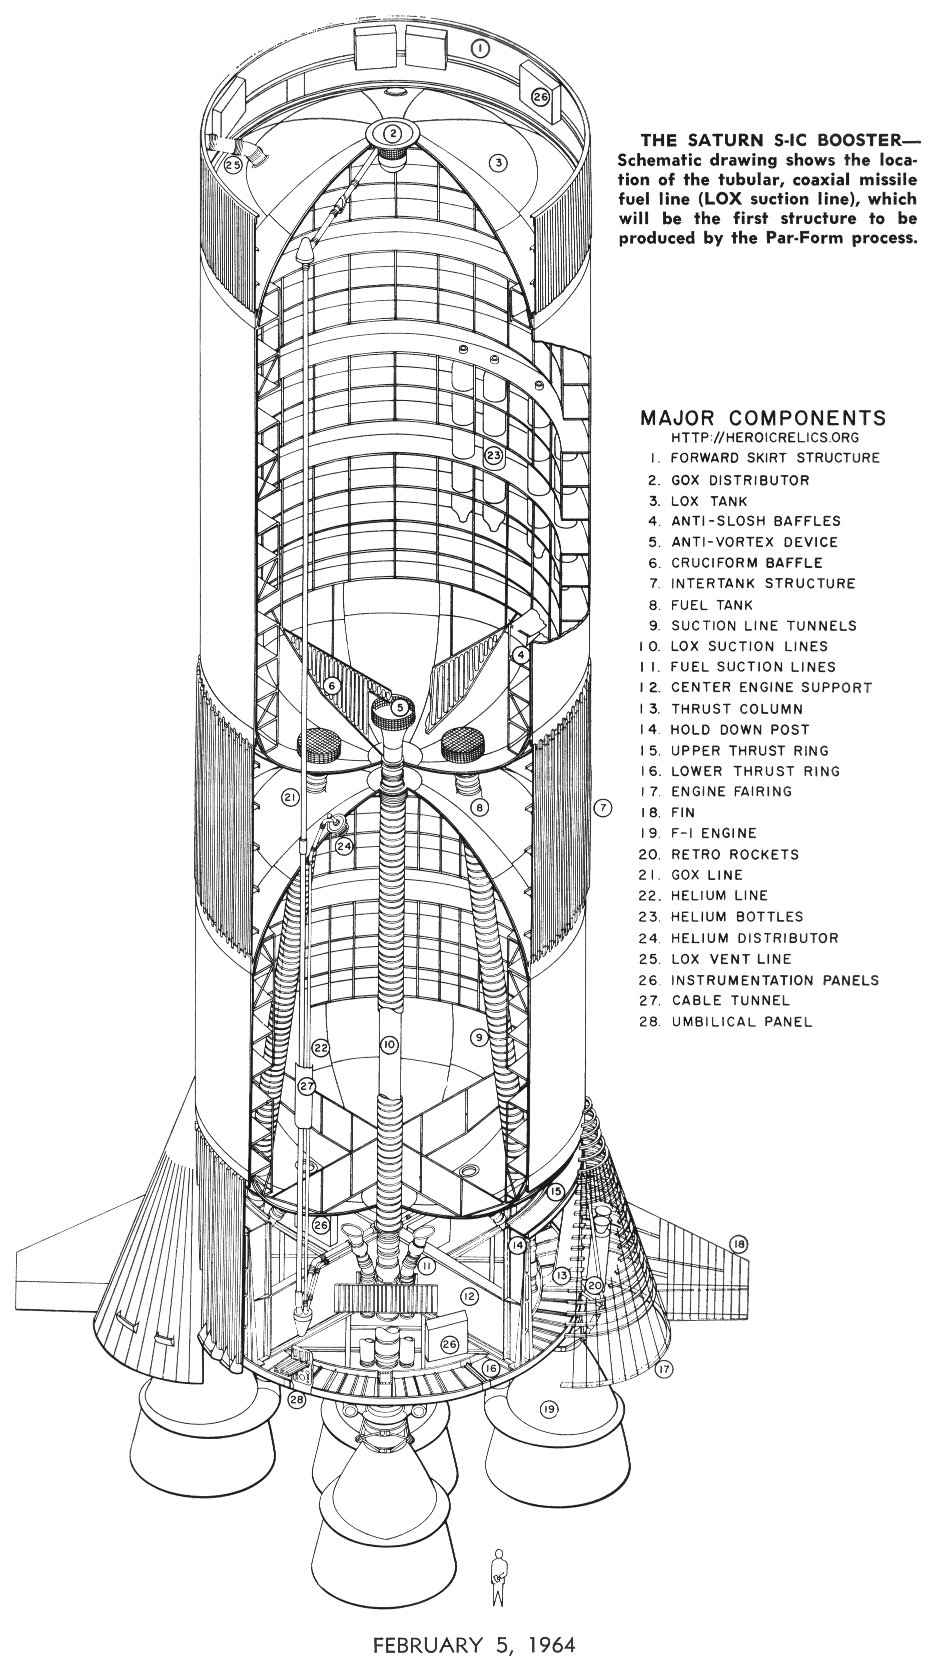 1
26
2
25
3
THE SATURN S-IC BOOSTER—
Schematic drawing shows the loca-
tion of the tubular, coaxial missile
fuel line (LOX suction line), which
will be the first structure to be
produced by the Par-Form process.
23
MAJOR COMPONENTS
HTTP://HEROICRELICS.ORG
1. FORWARD SKIRT STRUCTURE
2. GOX DISTRIBUTOR
3. LOX TANK
4. ANTI-SLOSH BAFFLES
5. ANTI-VORTEX DEVICE
6. CRUCIFORM BAFFLE
7. INTERTANK STRUCTURE
8. FUEL TANK
9. SUCTION LINE TUNNELS
10. LOX SUCTION LINES
11. FUEL SUCTION LINES
12. CENTER ENGINE SUPPORT
13. THRUST COLUMN
14. HOLD DOWN POST
15. UPPER THRUST RING
16. LOWER THRUST RING
17. ENGINE FAIRING
18. FIN
19. F-1 ENGINE
20. RETRO ROCKETS
21. GOX LINE
22. HELIUM LINE
23. HELIUM BOTTLES
24. HELIUM DISTRIBUTOR
25. LOX VENT LINE
26. INSTRUMENTATION PANELS
27. CABLE TUNNEL
28. UMBILICAL PANEL
4
6
5
21
8
7
24
9
10
22
27
15
26
14
18
11
13
20
12
26
16
17
28
19
FEBRUARY 5, 1964